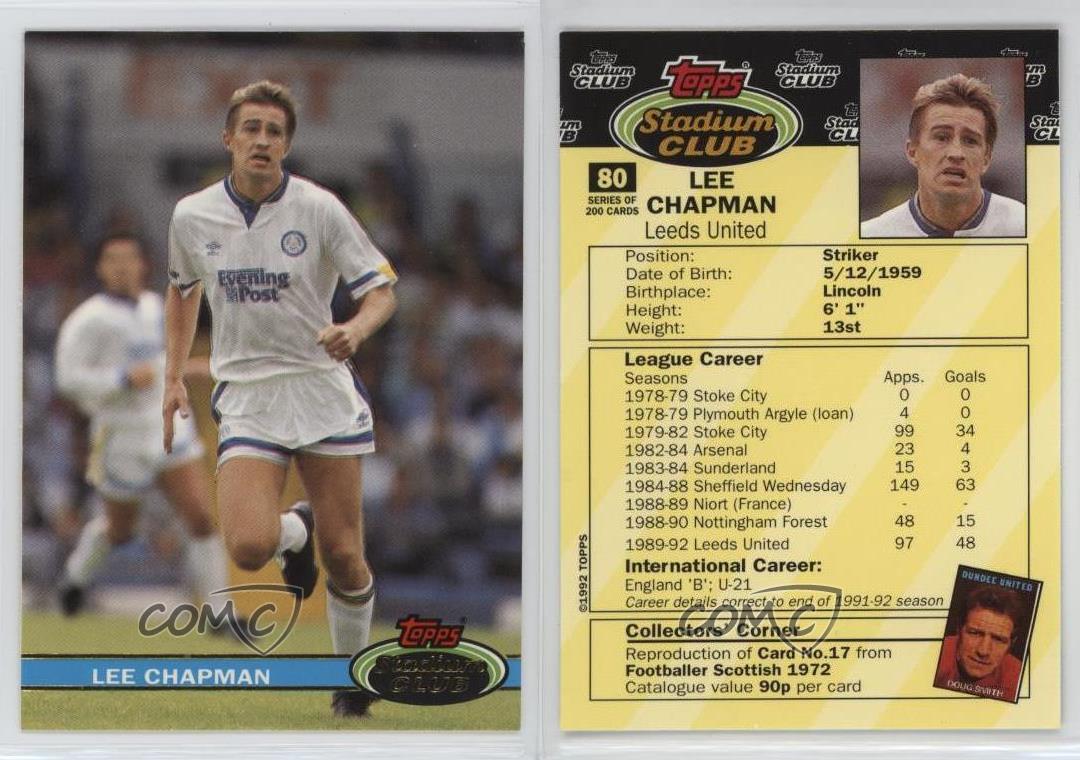 Evening
Post
COMC
LEE CHAPMAN
Topps
Stadium
CLUB
Topps Stadium CLUB
Topps Stadium CLUB
Topps
Stadium
CLUB
80
SERIES OF
200 CARDS
LEE
CHAPMAN
Leeds United
Position: Striker
Date of Birth: 5/12/1959
Birthplace: Lincoln
Height: 6' 1"
Weight: 13st
League Career
Seasons Apps. Goals
1978-79 Stoke City 0 0
1978-79 Plymouth Argyle (loan) 4 0
1979-82 Stoke City 99 34
1982-84 Arsenal 23 4
1983-84 Sunderland 15 3
1984-88 Sheffield Wednesday 149 63
1988-89 Niort (France) - -
1988-90 Nottingham Forest 48 15
1989-92 Leeds United 97 48
International Career:
England 'B'; U-21
Career details correct to end of 1991-92 season
©1992 TOPPS
COMC
Collectors' Corner
Reproduction of Card No.17 from
Footballer Scottish 1972
Catalogue value 90p per card
DUNDEE UNITED
DOUG SMITH